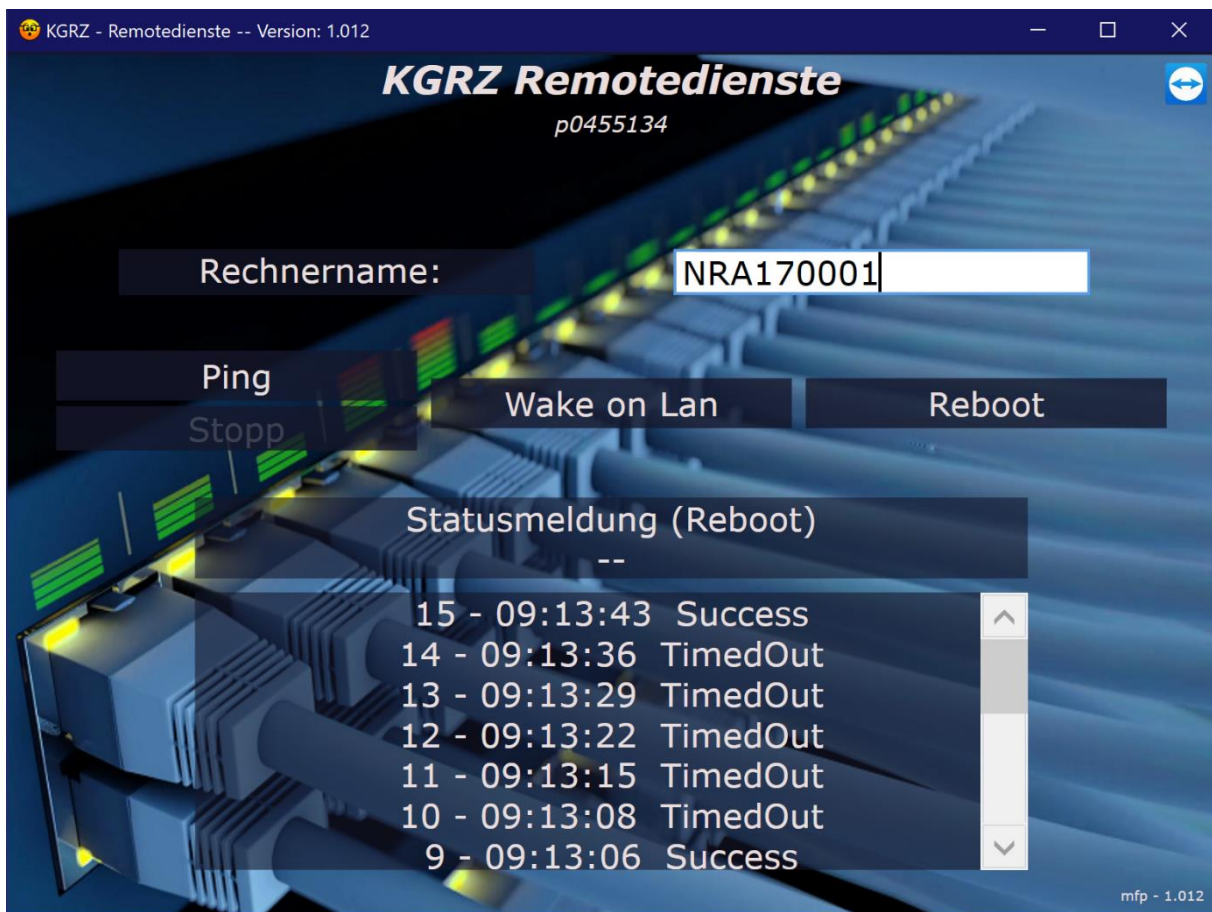 KGRZ - Remotedienste -- Version: 1.012
KGRZ Remotedienste
p0455134
Rechnername:
NRA170001
Ping
Stopp
Wake on Lan
Reboot
Statusmeldung (Reboot)
--
15 - 09:13:43 Success
14 - 09:13:36 TimedOut
13 - 09:13:29 TimedOut
12 - 09:13:22 TimedOut
11 - 09:13:15 TimedOut
10 - 09:13:08 TimedOut
9 - 09:13:06 Success
mfp - 1.012